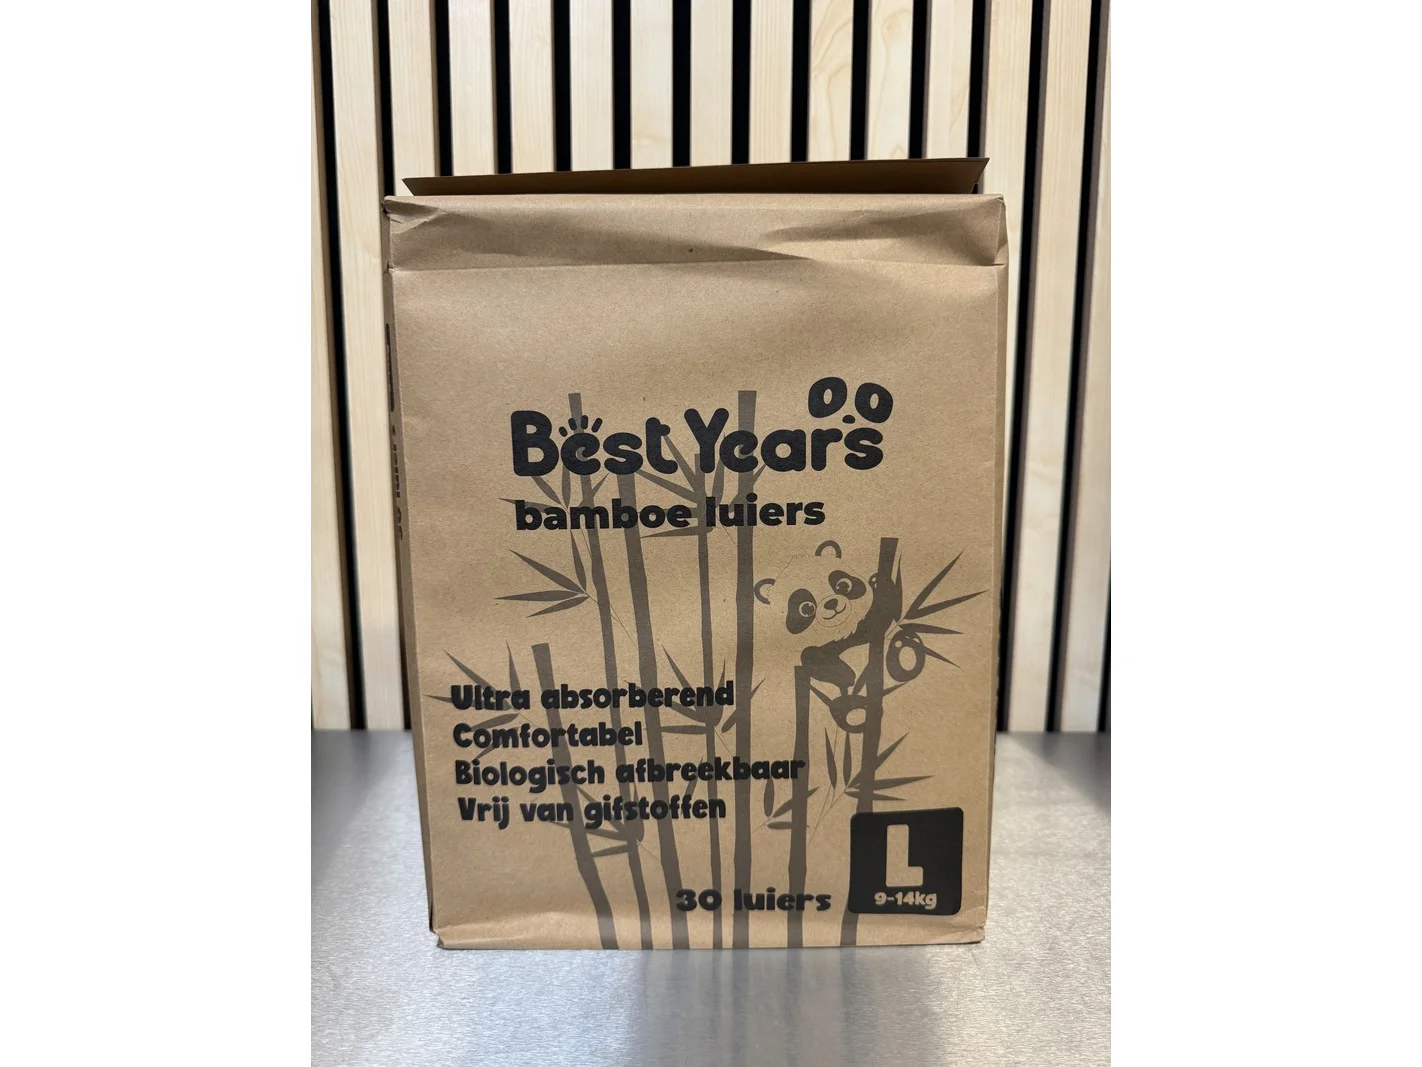 Best Years
bamboe luiers
Ultra absorberend
Comfortabel
Biologisch afbreekbaar
Vrij van gifstoffen
30 luiers
L
9-14kg